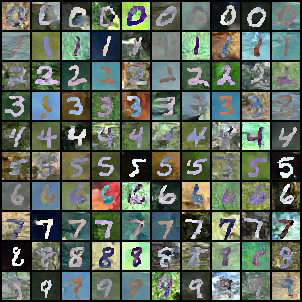 0 0 0 0 0 0 0 0 0 0
1 1 1 1 1 1 1 1 1 1
2 2 2 2 2 2 2 2 2 2
3 3 3 3 3 3 3 3 3 3
4 4 4 4 4 4 4 4 4 4
5 5 5 5 5 5 5 5 5 5
6 6 6 6 6 6 6 6 6 6
7 7 7 7 7 7 7 7 7 7
8 8 8 8 8 8 8 8 8 8
9 9 9 9 9 9 9 9 9 9